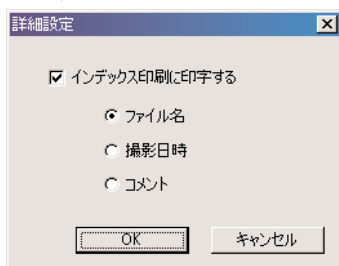 詳細設定
インデックス印刷に印字する
ファイル名
撮影日時
コメント
OK
キャンセル